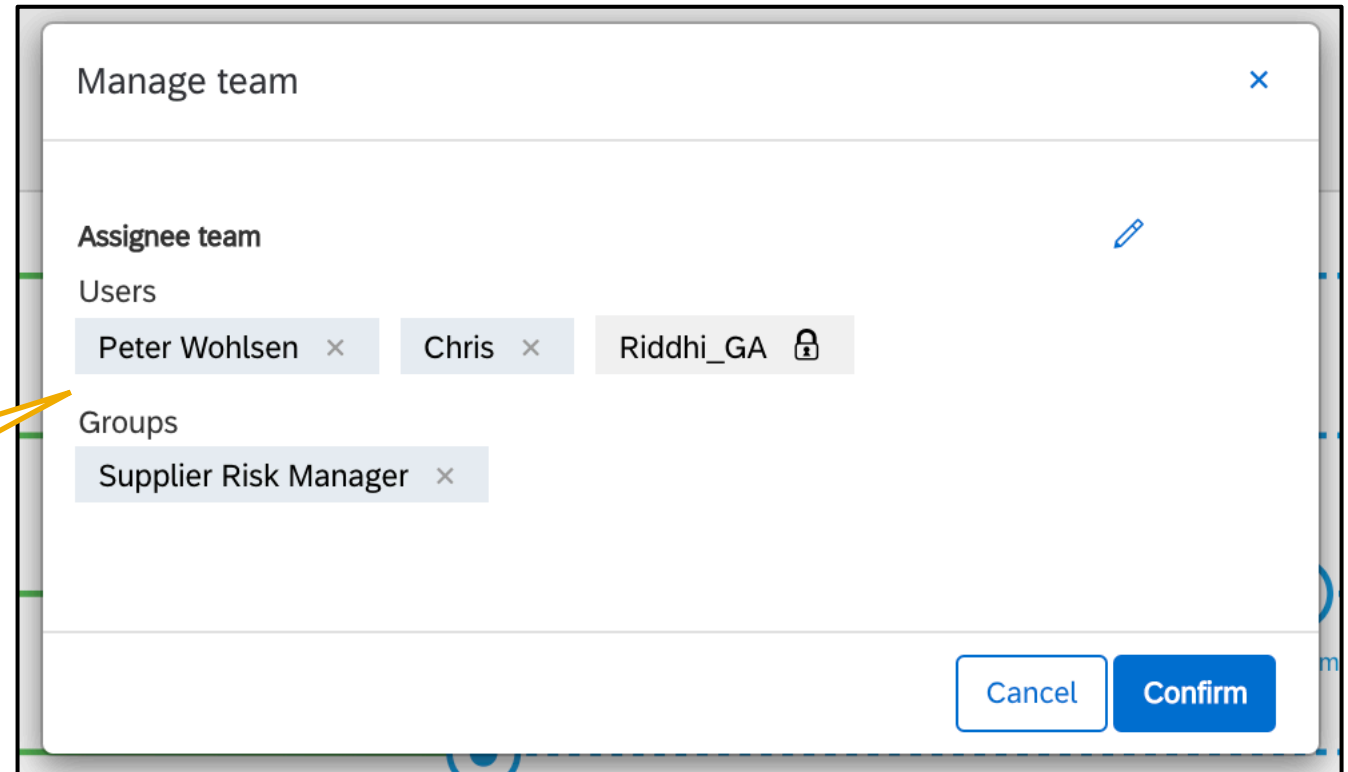 Manage team
Assignee team
Users
Peter Wohlsen × Chris × Riddhi_GA
Groups
Supplier Risk Manager ×
Cancel Confirm
m